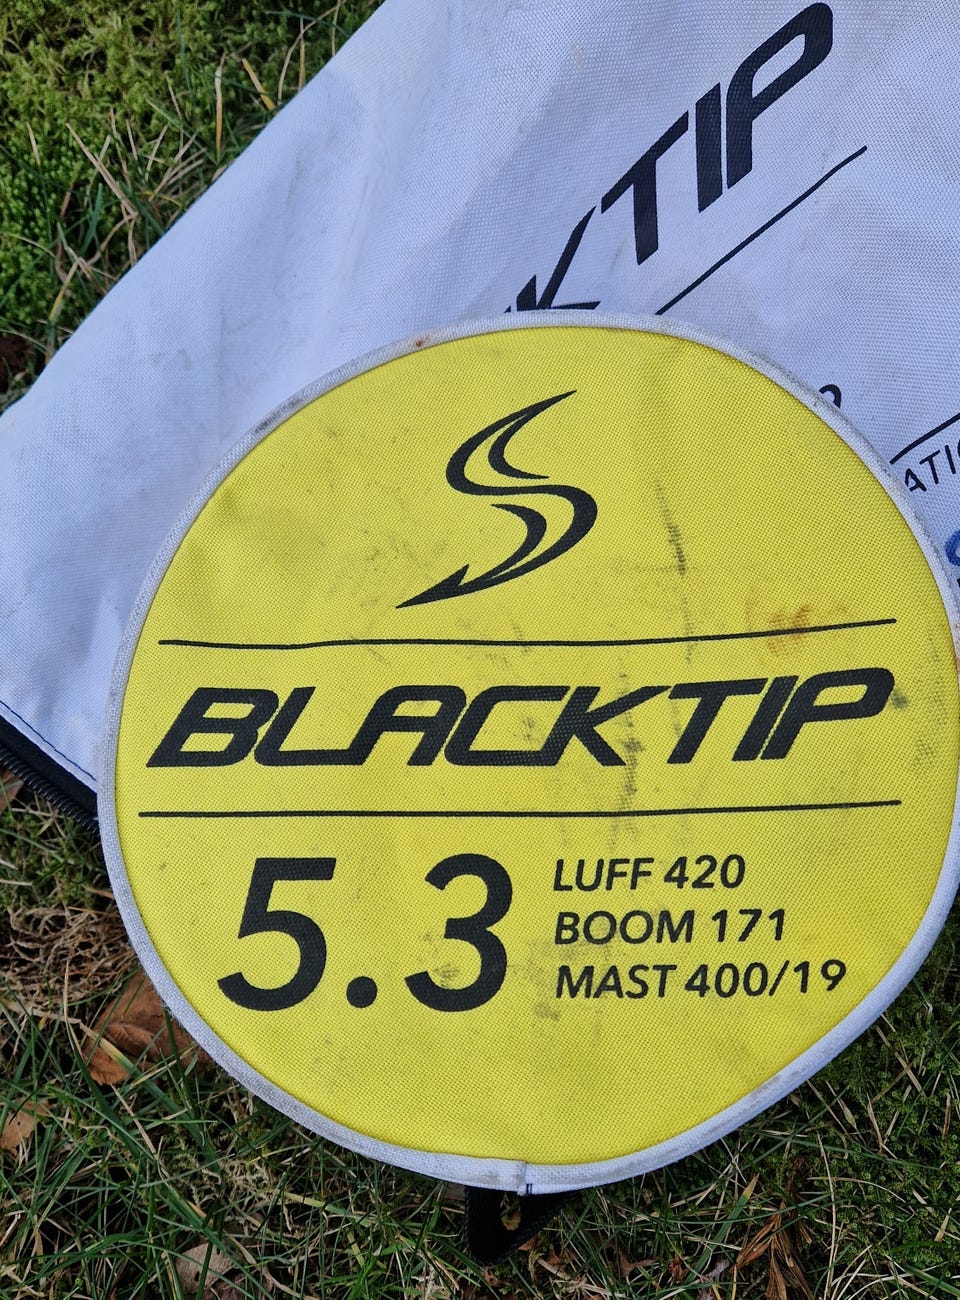 KTIP
BLACKTIP
5.3
LUFF 420
BOOM 171
MAST 400/19